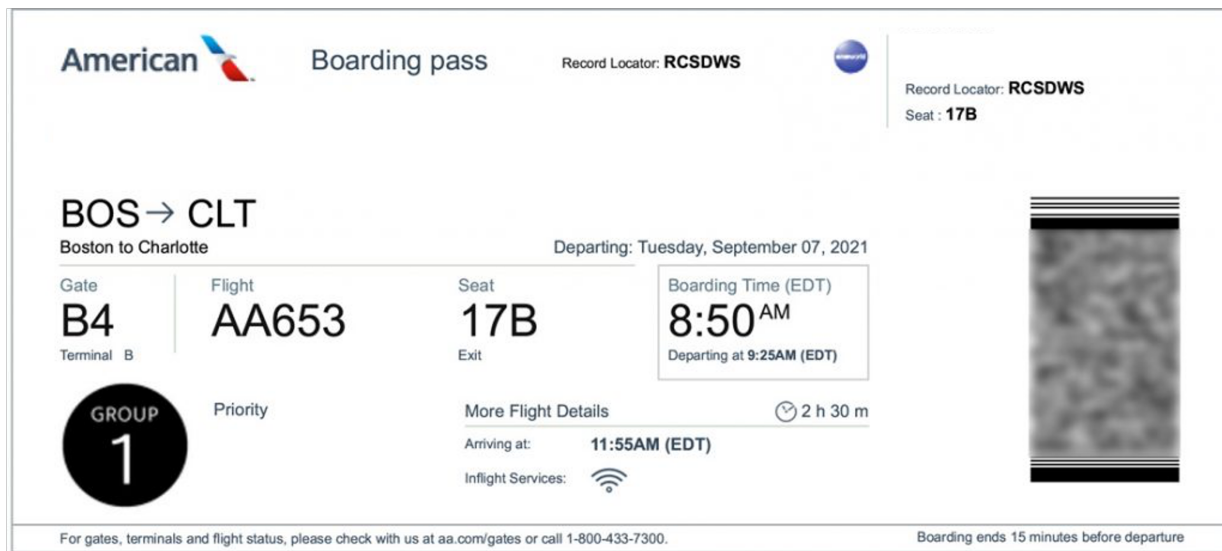 American
Boarding pass
Record Locator: RCSDWS
Record Locator: RCSDWS
Seat : 17B
BOS → CLT
Boston to Charlotte
Departing: Tuesday, September 07, 2021
Gate
B4
Terminal B
Flight
AA653
Seat
17B
Exit
Boarding Time (EDT)
8:50 AM
Departing at 9:25AM (EDT)
GROUP
1
Priority
More Flight Details
2 h 30 m
Arriving at: 11:55AM (EDT)
Inflight Services:
For gates, terminals and flight status, please check with us at aa.com/gates or call 1-800-433-7300.
Boarding ends 15 minutes before departure